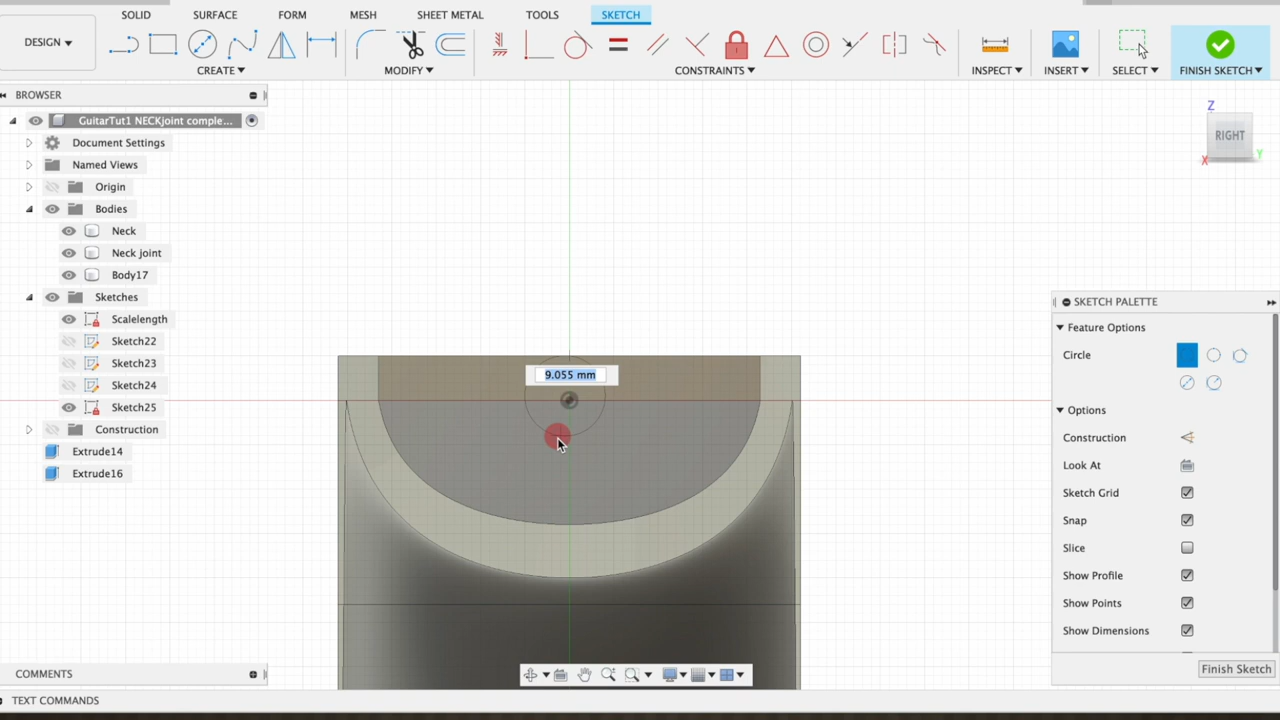 SOLID SURFACE FORM MESH SHEET METAL TOOLS SKETCH
DESIGN
CREATE MODIFY CONSTRAINTS INSPECT INSERT SELECT FINISH SKETCH
BROWSER
GuitarTut1 NECKjoint comple...
Document Settings
Named Views
Origin
Bodies
Neck
Neck joint
Body17
Sketches
Scalelength
Sketch22
Sketch23
Sketch24
Sketch25
Construction
Extrude14
Extrude16
9.055 mm
Z
RIGHT
X
Y
SKETCH PALETTE
Feature Options
Circle
Options
Construction
Look At
Sketch Grid
Snap
Slice
Show Profile
Show Points
Show Dimensions
Finish Sketch
COMMENTS
TEXT COMMANDS